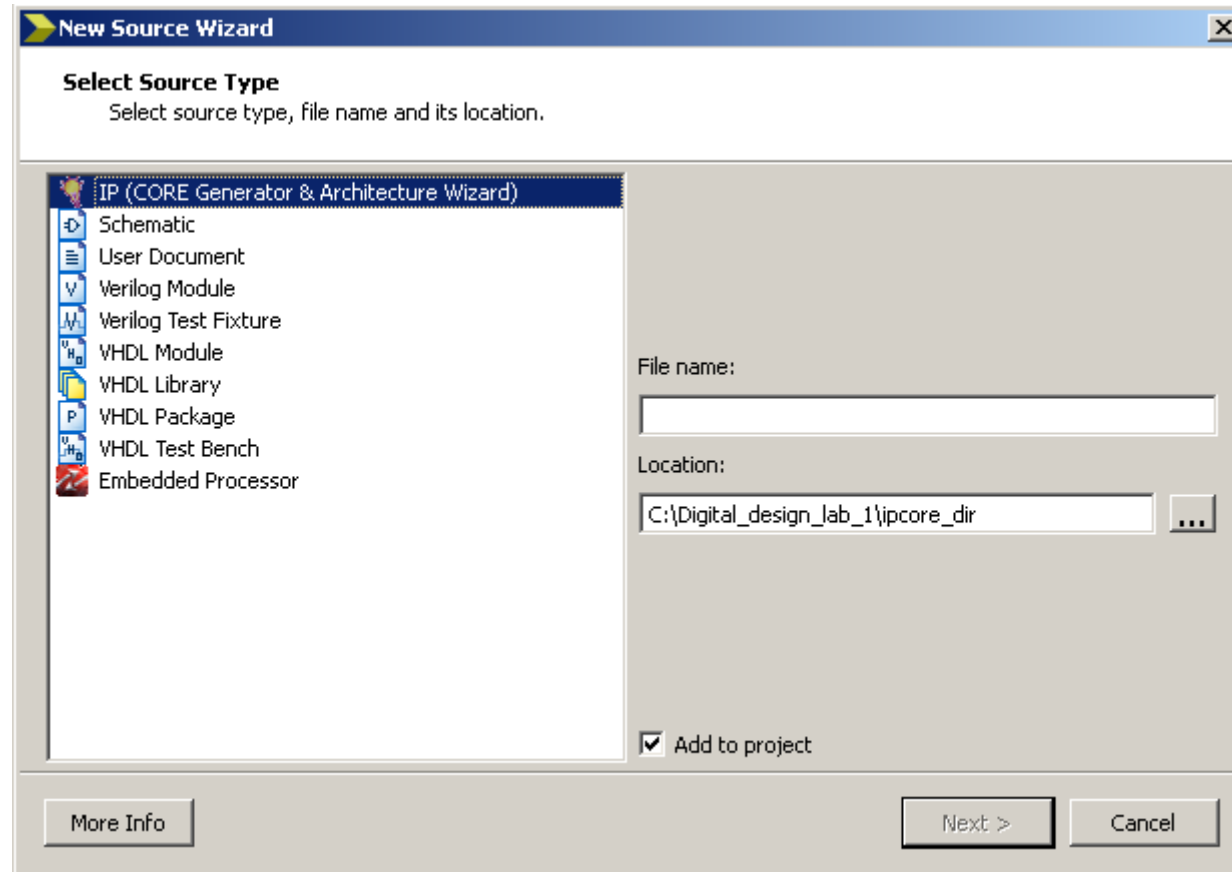 New Source Wizard
Select Source Type
Select source type, file name and its location.
IP (CORE Generator & Architecture Wizard)
Schematic
User Document
Verilog Module
Verilog Test Fixture
VHDL Module
VHDL Library
VHDL Package
VHDL Test Bench
Embedded Processor
File name:
Location:
C:\Digital_design_lab_1\ipcore_dir
...
Add to project
More Info
Next >
Cancel